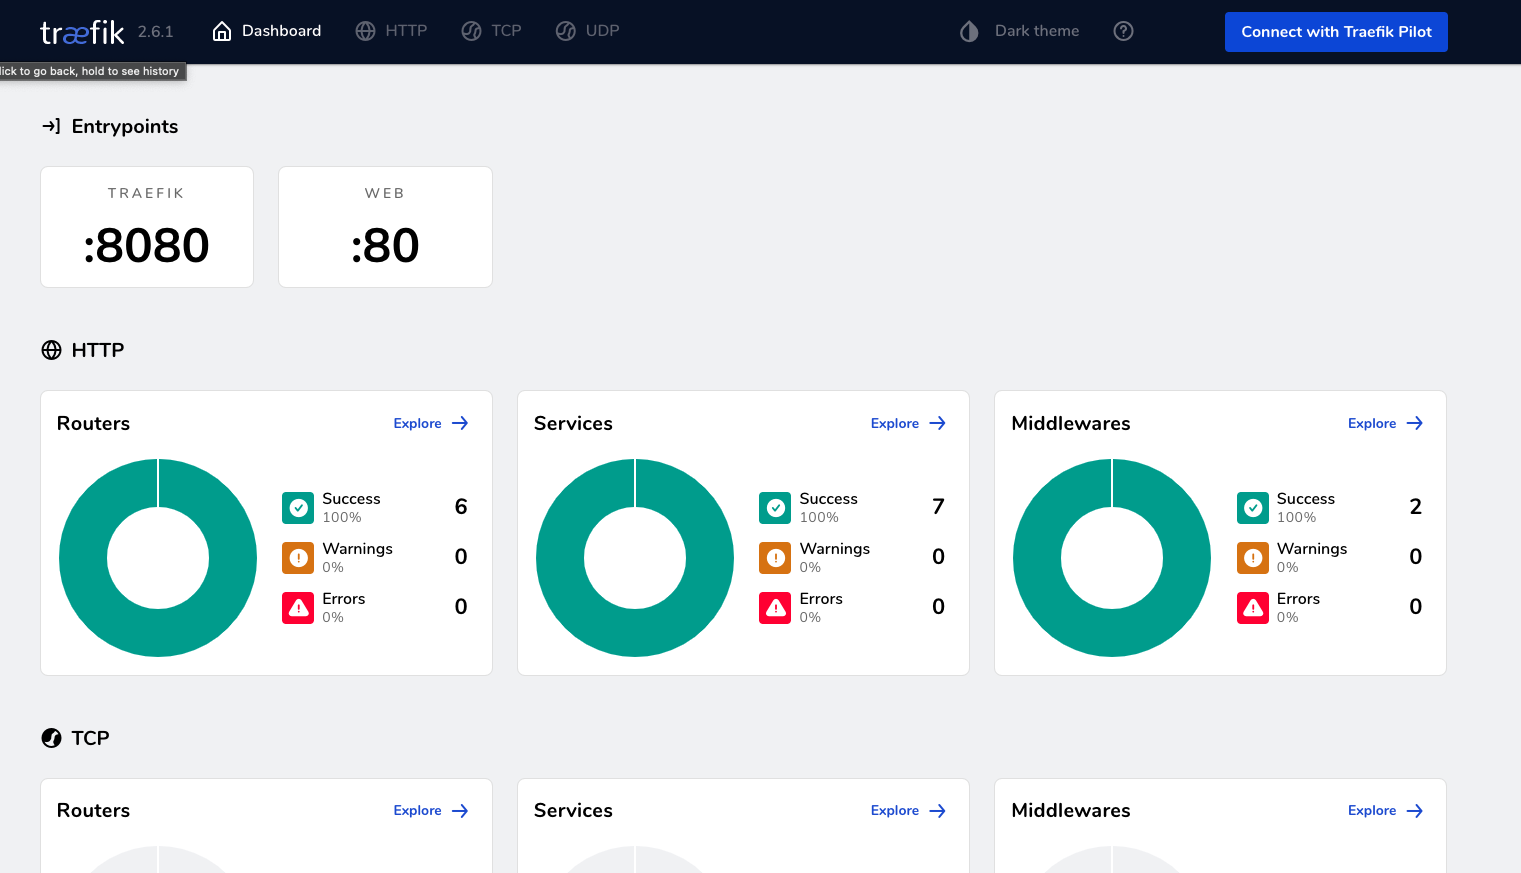 træfik 2.6.1 Dashboard HTTP TCP UDP Dark theme Connect with Traefik Pilot
lick to go back, hold to see history
Entrypoints
TRAEFIK WEB
:8080 :80
HTTP
Routers Explore Services Explore Middlewares Explore
Success 6 Success 7 Success 2
100% 100% 100%
Warnings 0 Warnings 0 Warnings 0
0% 0% 0%
Errors 0 Errors 0 Errors 0
0% 0% 0%
TCP
Routers Explore Services Explore Middlewares Explore